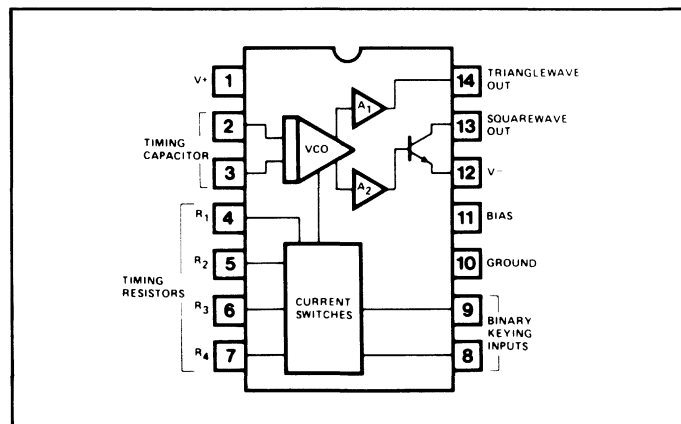 V+
1
2
3
TIMING
CAPACITOR
R1
4
R2
5
R3
6
R4
7
TIMING
RESISTORS
VCO
A1
A2
CURRENT
SWITCHES
14
TRIANGLEWAVE
OUT
13
SQUAREWAVE
OUT
12
V−
11
BIAS
10
GROUND
9
8
BINARY
KEYING
INPUTS